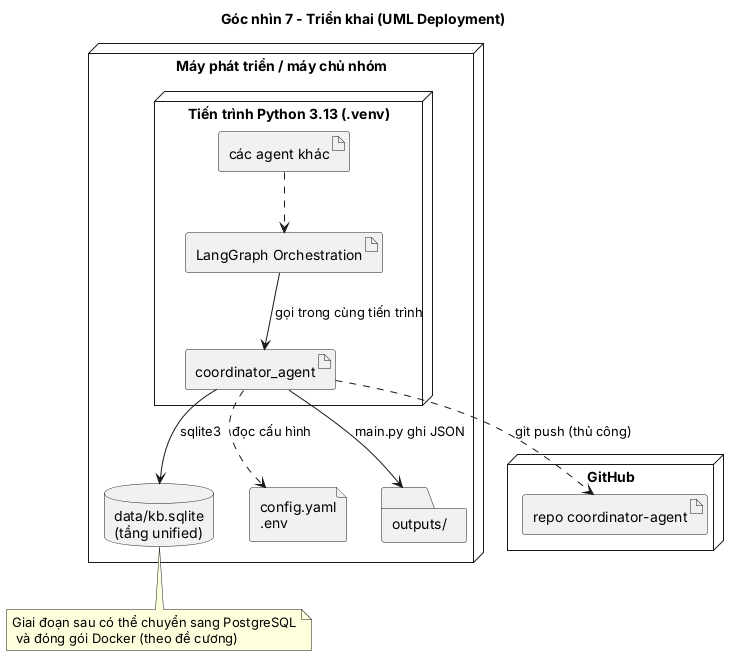 Góc nhìn 7 - Triển khai (UML Deployment)
Máy phát triển / máy chủ nhóm
Tiến trình Python 3.13 (.venv)
các agent khác
LangGraph Orchestration
gọi trong cùng tiến trình
coordinator_agent
sqlite3
đọc cấu hình
main.py ghi JSON
git push (thủ công)
GitHub
repo coordinator-agent
data/kb.sqlite
(tầng unified)
config.yaml
.env
outputs/
Giai đoạn sau có thể chuyển sang PostgreSQL
và đóng gói Docker (theo đề cương)